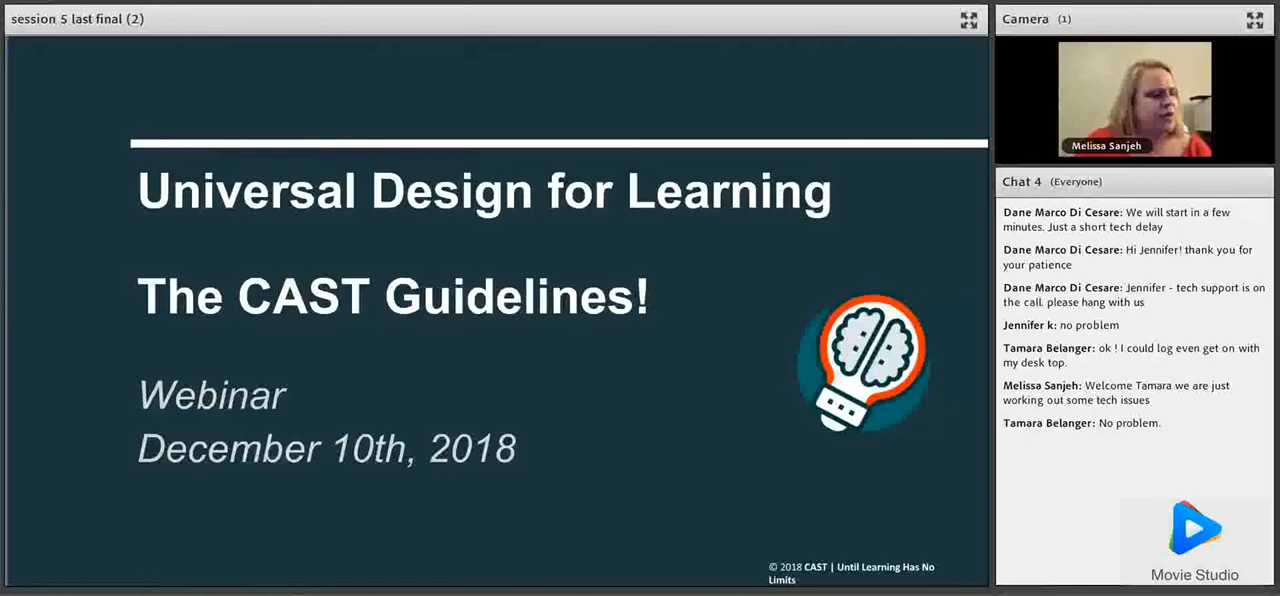 session 5 last final (2)
Universal Design for Learning
The CAST Guidelines!
Webinar
December 10th, 2018
© 2018 CAST | Until Learning Has No
Limits
Camera (1)
Melissa Sanjeh
Chat 4 (Everyone)
Dane Marco Di Cesare: We will start in a few
minutes. Just a short tech delay
Dane Marco Di Cesare: Hi Jennifer! thank you for
your patience
Dane Marco Di Cesare: Jennifer - tech support is on
the call. please hang with us
Jennifer k: no problem
Tamara Belanger: ok ! I could log even get on with
my desk top.
Melissa Sanjeh: Welcome Tamara we are just
working out some tech issues
Tamara Belanger: No problem.
Movie Studio